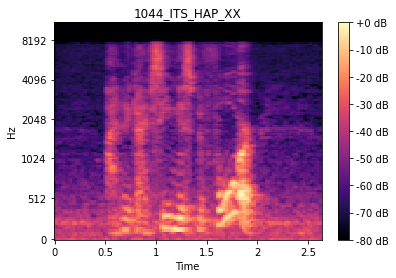 1044_ITS_HAP_XX
Hz
8192
4096
2048
1024
512
0
0
0.5
1
1.5
2
2.5
Time
+0 dB
-10 dB
-20 dB
-30 dB
-40 dB
-50 dB
-60 dB
-70 dB
-80 dB